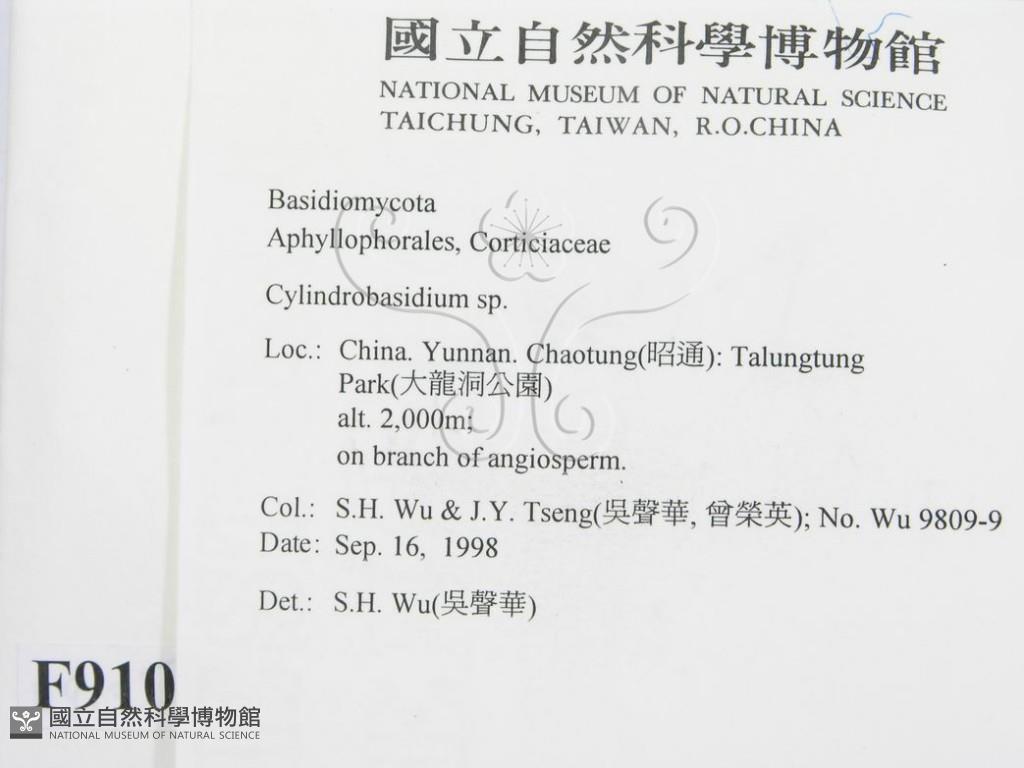 國立自然科學博物館
NATIONAL MUSEUM OF NATURAL SCIENCE
TAICHUNG, TAIWAN, R.O.CHINA
Basidiomycota
Aphyllophorales, Corticiaceae
Cylindrobasidium sp.
Loc.: China. Yunnan. Chaotung(昭通): Talungtung
Park(大龍洞公園)
alt. 2,000m;
on branch of angiosperm.
Col.: S.H. Wu & J.Y. Tseng(吳聲華, 曾榮英); No. Wu 9809-9
Date: Sep. 16, 1998
Det.: S.H. Wu(吳聲華)
F910
國立自然科學博物館
NATIONAL MUSEUM OF NATURAL SCIENCE